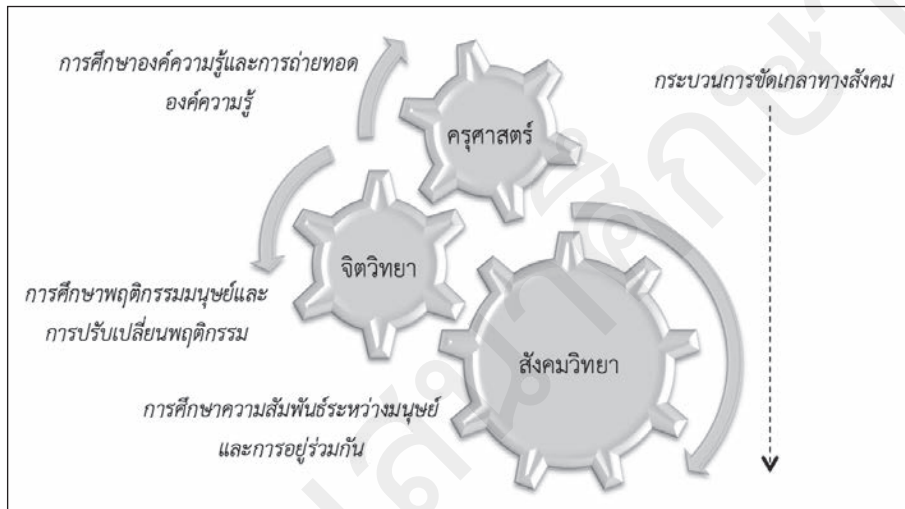 การศึกษาองค์ความรู้และการถ่ายทอด
องค์ความรู้
กระบวนการขัดเกลาทางสังคม
ครุศาสตร์
จิตวิทยา
การศึกษาพฤติกรรมมนุษย์และ
การปรับเปลี่ยนพฤติกรรม
สังคมวิทยา
การศึกษาความสัมพันธ์ระหว่างมนุษย์
และการอยู่ร่วมกัน